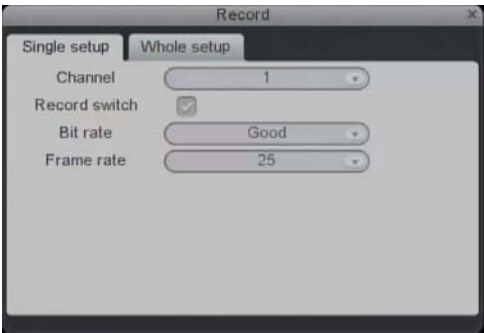 Record
Single setup Whole setup
Channel 1
Record switch
Bit rate Good
Frame rate 25